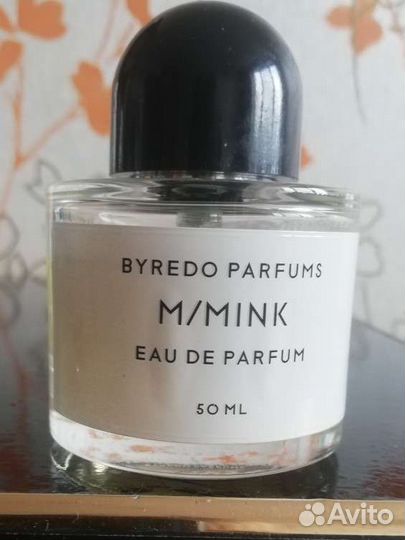 BYREDO PARFUMS
M/MINK
EAU DE PARFUM
50 ML
Avito